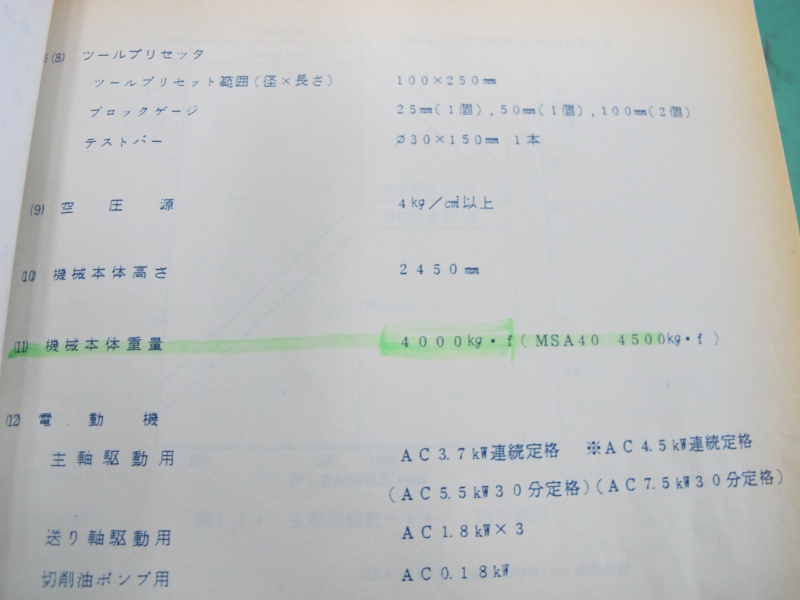 (8) ツールプリセッタ
ツールプリセット範囲(径×長さ) 100×250㎜
ブロックゲージ 25㎜(1個),50㎜(1個),100㎜(2個)
テストバー Ø30×150㎜ 1本
(9) 空圧源 4㎏/㎠以上
(10) 機械本体高さ 2450㎜
(11) 機械本体重量 4000㎏・f(MSA40 4500㎏・f)
(12) 電動機
主軸駆動用 AC3.7kW連続定格 ※AC4.5kW連続定格
(AC5.5kW30分定格)(AC7.5kW30分定格)
送り軸駆動用 AC1.8kW×3
切削油ポンプ用 AC0.18kW